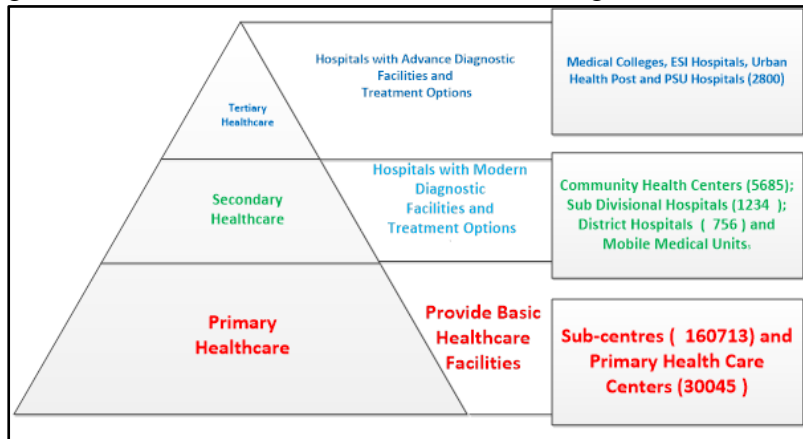 Hospitals with Advance Diagnostic
Facilities and
Treatment Options
Medical Colleges, ESI Hospitals, Urban
Health Post and PSU Hospitals (2800)
Tertiary
Healthcare
Hospitals with Modern
Diagnostic
Facilities and
Treatment Options
Community Health Centers (5685);
Sub Divisional Hospitals (1234 );
District Hospitals ( 756 ) and
Mobile Medical Units.
Secondary
Healthcare
Provide Basic
Healthcare
Facilities
Primary
Healthcare
Sub-centres ( 160713) and
Primary Health Care
Centers (30045 )